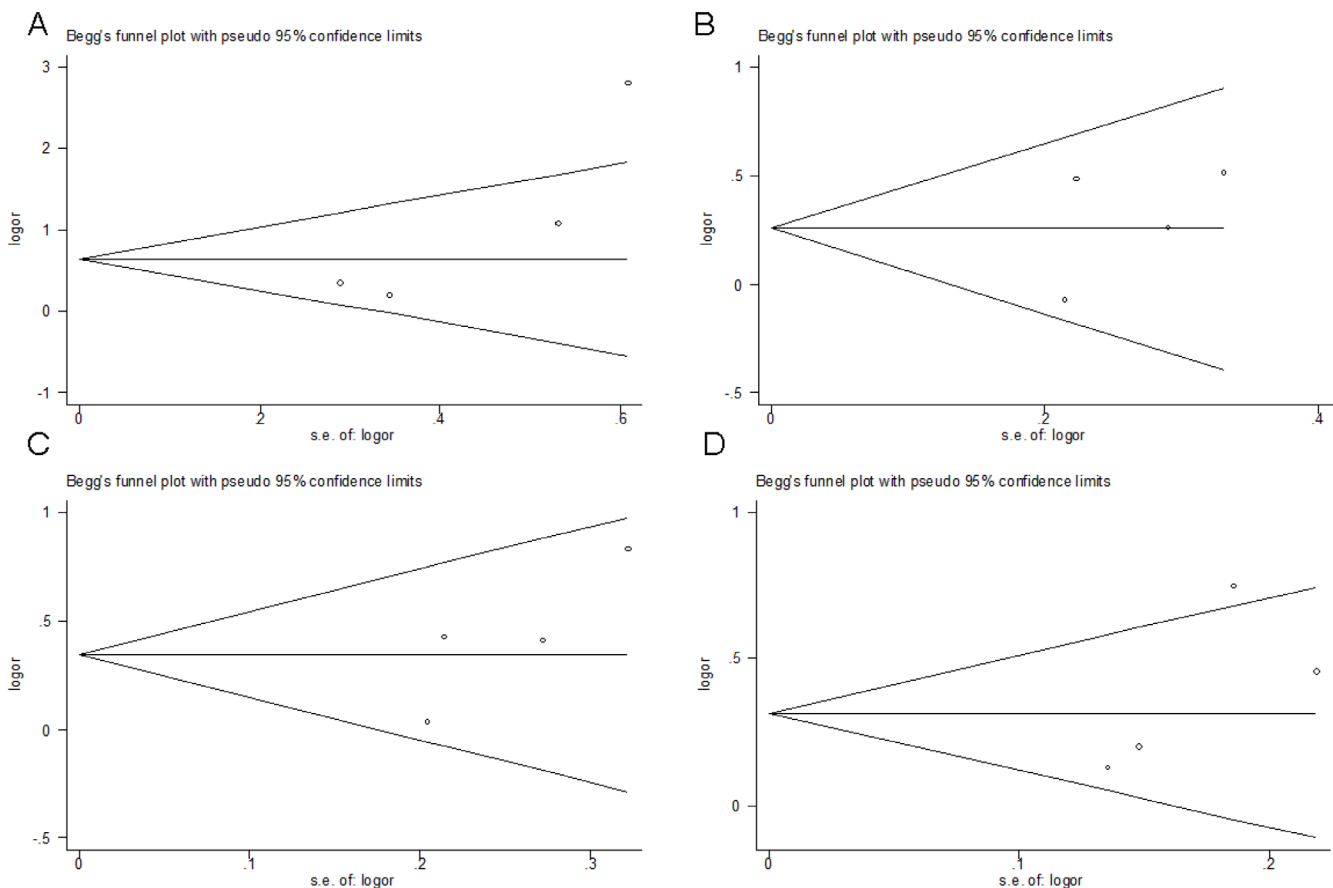 A
Begg's funnel plot with pseudo 95% confidence limits
3
2
1
0
-1
logor
0
.2
.4
.6
s.e. of: logor
B
Begg's funnel plot with pseudo 95% confidence limits
1
.5
0
-.5
logor
0
.2
.4
s.e. of: logor
C
Begg's funnel plot with pseudo 95% confidence limits
1
.5
0
-.5
logor
0
.1
.2
.3
s.e. of: logor
D
Begg's funnel plot with pseudo 95% confidence limits
1
.5
0
logor
0
.1
.2
s.e. of: logor